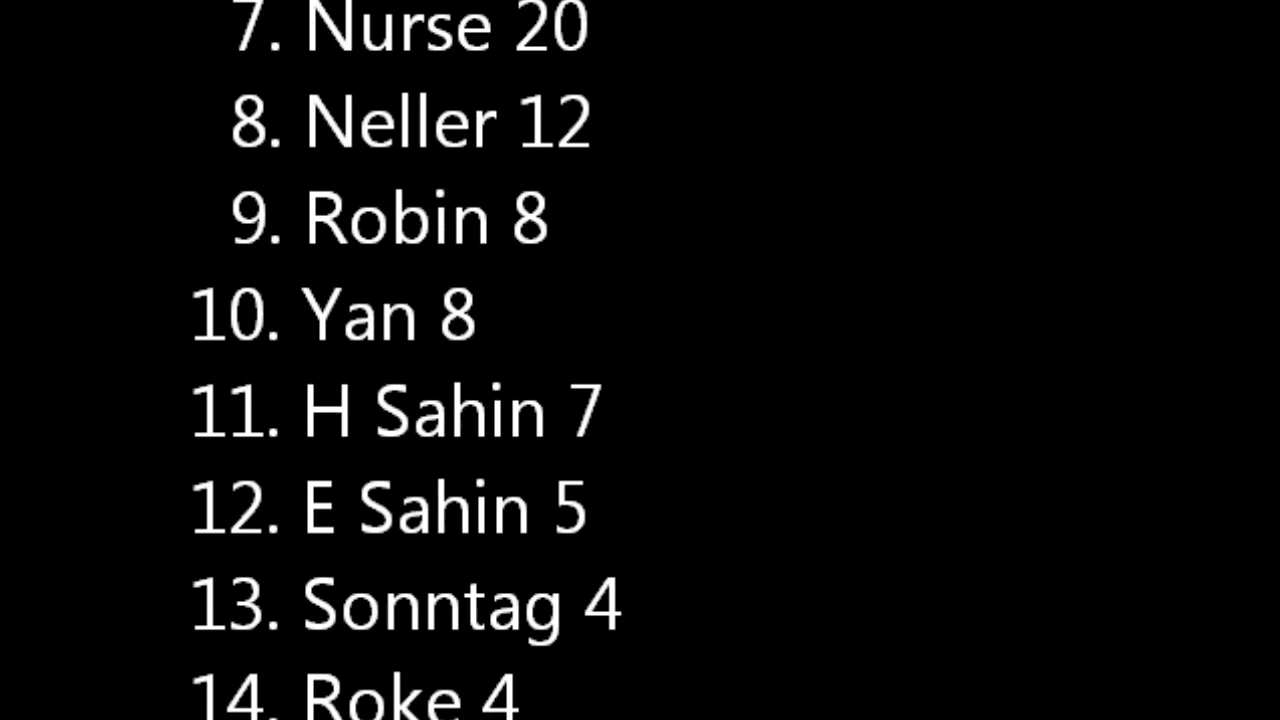 7. Nurse 20
8. Neller 12
9. Robin 8
10. Yan 8
11. H Sahin 7
12. E Sahin 5
13. Sonntag 4
14. Roke 4